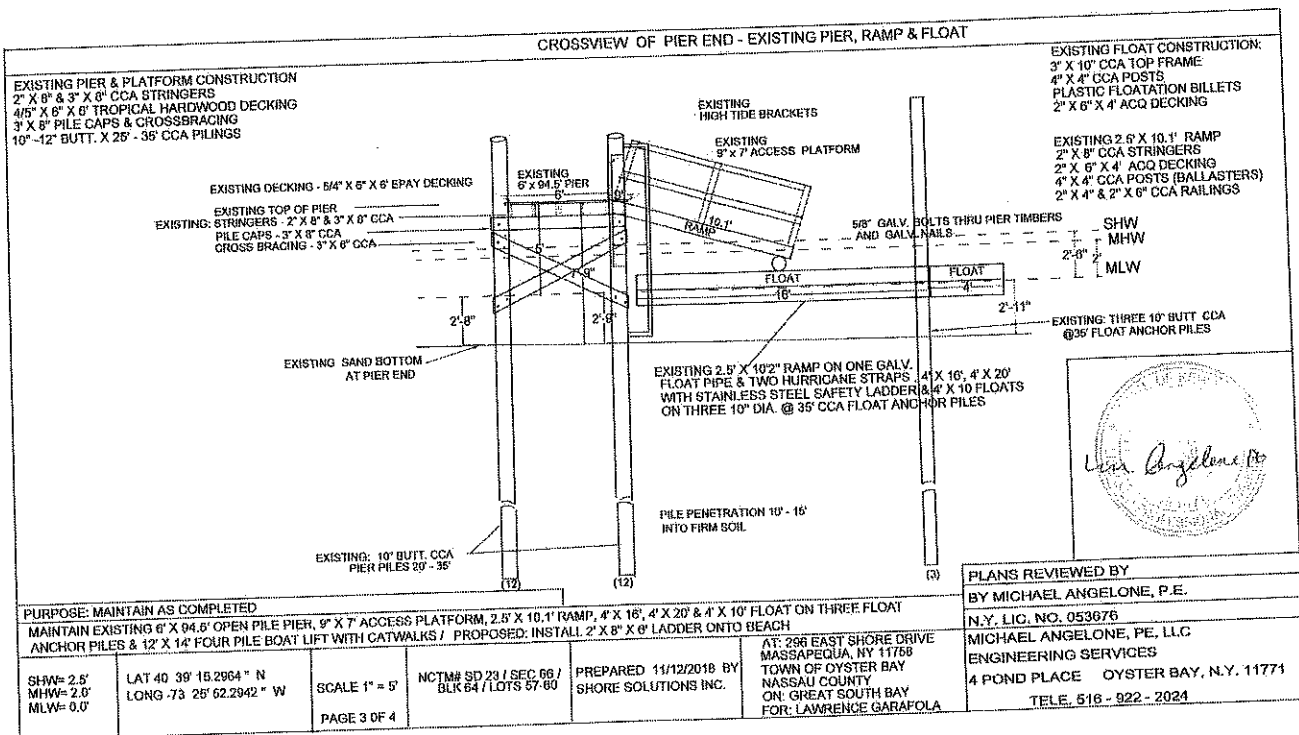 CROSSVIEW OF PIER END - EXISTING PIER, RAMP & FLOAT
EXISTING PIER & PLATFORM CONSTRUCTION
2" X 8" & 3" X 8" CCA STRINGERS
4/5" X 6" X 6' TROPICAL HARDWOOD DECKING
3" X 8" PILE CAPS & CROSSBRACING
10" -12" BUTT. X 25' - 35' CCA PILINGS
EXISTING FLOAT CONSTRUCTION:
3" X 10" CCA TOP FRAME
4" X 4" CCA POSTS
PLASTIC FLOATATION BILLETS
2" X 6" X 4' ACQ DECKING
EXISTING 2.5' X 10.1' RAMP
2" X 8" CCA STRINGERS
2" X 6" X 4' ACQ DECKING
4" X 4" CCA POSTS (BALLASTERS)
2" X 4" & 2" X 6" CCA RAILINGS
EXISTING
HIGH TIDE BRACKETS
EXISTING
9" x 7' ACCESS PLATFORM
EXISTING
6' x 94.5' PIER
6'
9"
EXISTING DECKING - 5/4" X 6" X 6' EPAY DECKING
EXISTING TOP OF PIER
EXISTING: STRINGERS - 2" X 8" & 3" X 8" CCA
PILE CAPS - 3" X 8" CCA
CROSS BRACING - 3" X 8" CCA
10.1'
RAMP
5/8" GALV. BOLTS THRU PIER TIMBERS
AND GALV. NAILS
SHW
MHW
MLW
2'-6"
2'
FLOAT
16'
FLOAT
4'
2'-11"
2'-8"
2'-9"
EXISTING: THREE 10" BUTT CCA
@35' FLOAT ANCHOR PILES
EXISTING SAND BOTTOM
AT PIER END
EXISTING 2.5' X 10'2" RAMP ON ONE GALV.
FLOAT PIPE & TWO HURRICANE STRAPS , 4' X 16', 4' X 20'
WITH STAINLESS STEEL SAFETY LADDER & 4' X 10 FLOATS
ON THREE 10" DIA. @ 35' CCA FLOAT ANCHOR PILES
PILE PENETRATION 10' - 15'
INTO FIRM SOIL
EXISTING: 10" BUTT. CCA
PIER PILES 20' - 35'
(12)
(12)
(3)
PURPOSE: MAINTAIN AS COMPLETED
MAINTAIN EXISTING 6' X 94.5' OPEN PILE PIER, 9" X 7' ACCESS PLATFORM, 2.5' X 10.1' RAMP, 4' X 16', 4' X 20' & 4' X 10' FLOAT ON THREE FLOAT
ANCHOR PILES & 12' X 14' FOUR PILE BOAT LIFT WITH CATWALKS / PROPOSED: INSTALL 2' X 8" X 6' LADDER ONTO BEACH
SHW= 2.5'
MHW= 2.0'
MLW= 0.0'
LAT 40 39' 15.2964 " N
LONG -73 25' 52.2942 " W
SCALE 1" = 5'
PAGE 3 OF 4
NCTM# SD 23 / SEC 66 /
BLK 64 / LOTS 57-60
PREPARED 11/12/2018 BY
SHORE SOLUTIONS INC.
AT: 296 EAST SHORE DRIVE
MASSAPEQUA, NY 11758
TOWN OF OYSTER BAY
NASSAU COUNTY
ON: GREAT SOUTH BAY
FOR: LAWRENCE GARAFOLA
PLANS REVIEWED BY
BY MICHAEL ANGELONE, P.E.
N.Y. LIC. NO. 053676
MICHAEL ANGELONE, PE, LLC
ENGINEERING SERVICES
4 POND PLACE OYSTER BAY, N.Y. 11771
TELE. 516 - 922 - 2024